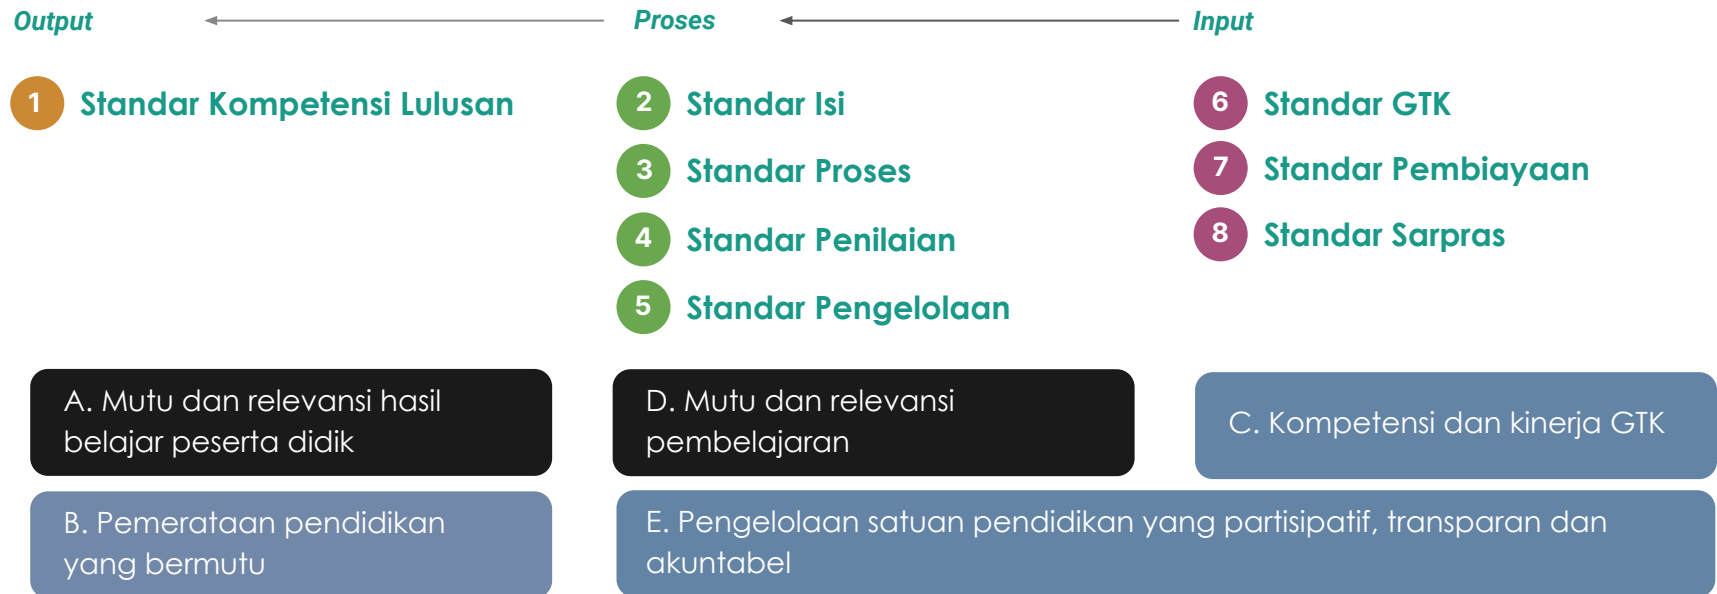 Output
Proses
Input
1 Standar Kompetensi Lulusan
2 Standar Isi
3 Standar Proses
4 Standar Penilaian
5 Standar Pengelolaan
6 Standar GTK
7 Standar Pembiayaan
8 Standar Sarpras
A. Mutu dan relevansi hasil
belajar peserta didik
D. Mutu dan relevansi
pembelajaran
C. Kompetensi dan kinerja GTK
B. Pemerataan pendidikan
yang bermutu
E. Pengelolaan satuan pendidikan yang partisipatif, transparan dan
akuntabel